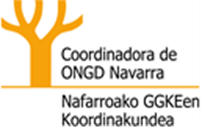 Coordinadora de
ONGD Navarra
Nafarroako GGKEen
Koordinakundea